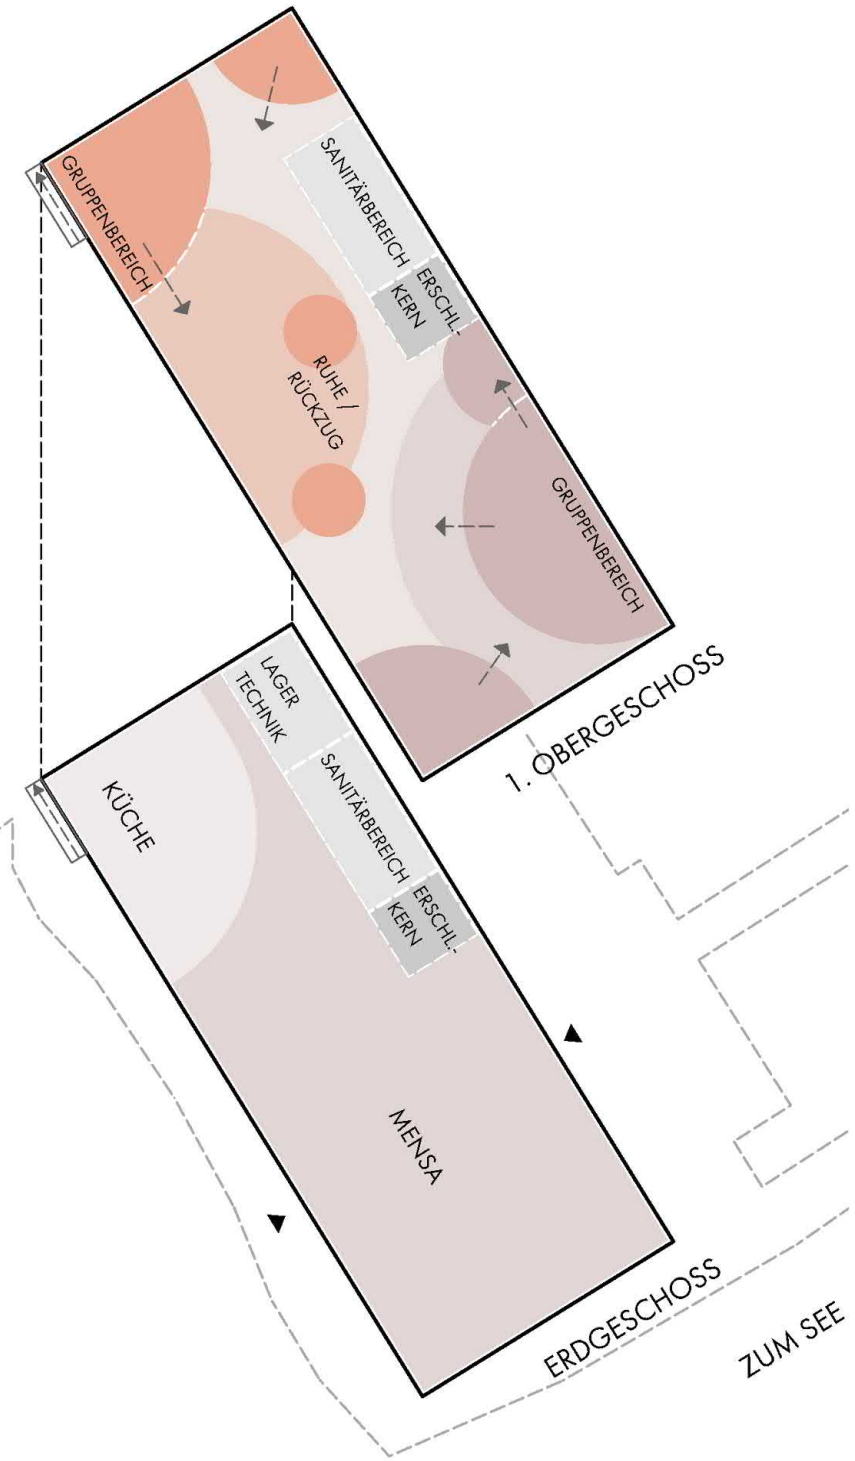 GRUPPENBEREICH
SANITÄRBEREICH
ERSCHL.
KERN
RUHE /
RÜCKZUG
GRUPPENBEREICH
1. OBERGESCHOSS
LAGER
TECHNIK
KÜCHE
SANITÄRBEREICH
ERSCHL.
KERN
MENSA
ERDGESCHOSS
ZUM SEE